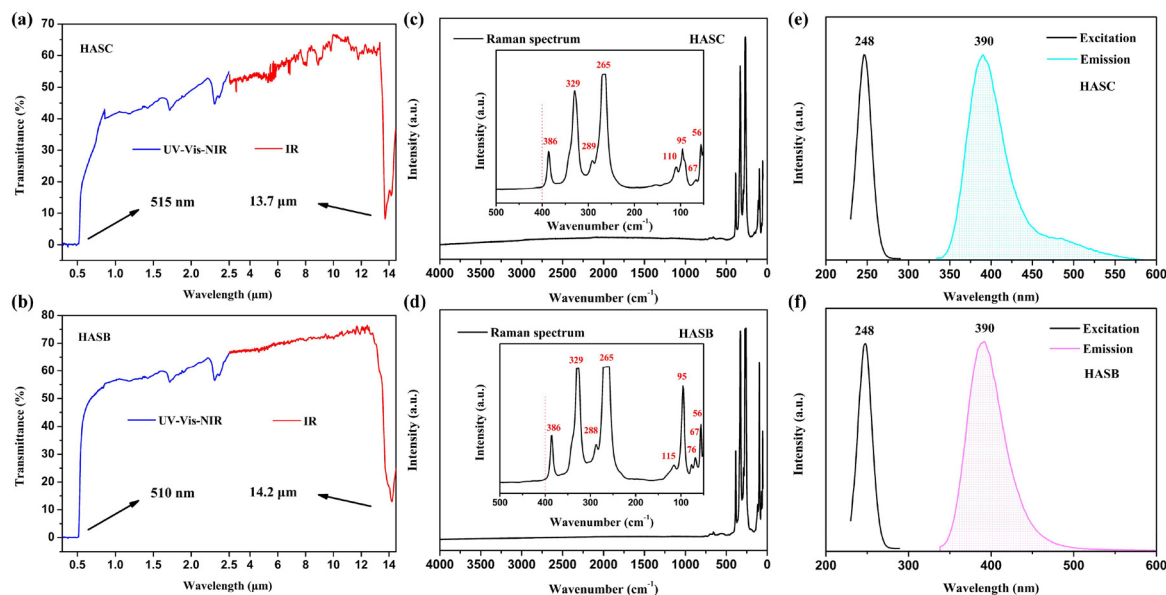 (a)
HASC
70
60
50
40
30
20
10
0
Transmittance (%)
UV-Vis-NIR
IR
515 nm
13.7 μm
0.5 1.0 1.5 2.0 2.5 4 6 8 10 12 14
Wavelength (μm)
(b)
HASB
80
70
60
50
40
30
20
10
0
Transmittance (%)
UV-Vis-NIR
IR
510 nm
14.2 μm
0.5 1.0 1.5 2.0 2.5 4 6 8 10 12 14
Wavelength (μm)
(c)
Raman spectrum
HASC
Intensity (a.u.)
Intensity (a.u.)
386
329
289
265
110
95
67
56
500 400 300 200 100
Wavenumber (cm-1)
4000 3500 3000 2500 2000 1500 1000 500 0
Wavenumber (cm-1)
(d)
Raman spectrum
HASB
Intensity (a.u.)
Intensity (a.u.)
386
329
288
265
115
95
76
67
56
500 400 300 200 100
Wavenumber (cm-1)
4000 3500 3000 2500 2000 1500 1000 500 0
Wavenumber (cm-1)
(e)
248
390
Excitation
Emission
HASC
Intensity (a.u.)
200 250 300 350 400 450 500 550 600
Wavelength (nm)
(f)
248
390
Excitation
Emission
HASB
Intensity (a.u.)
200 250 300 350 400 450 500 550 600
Wavelength (nm)